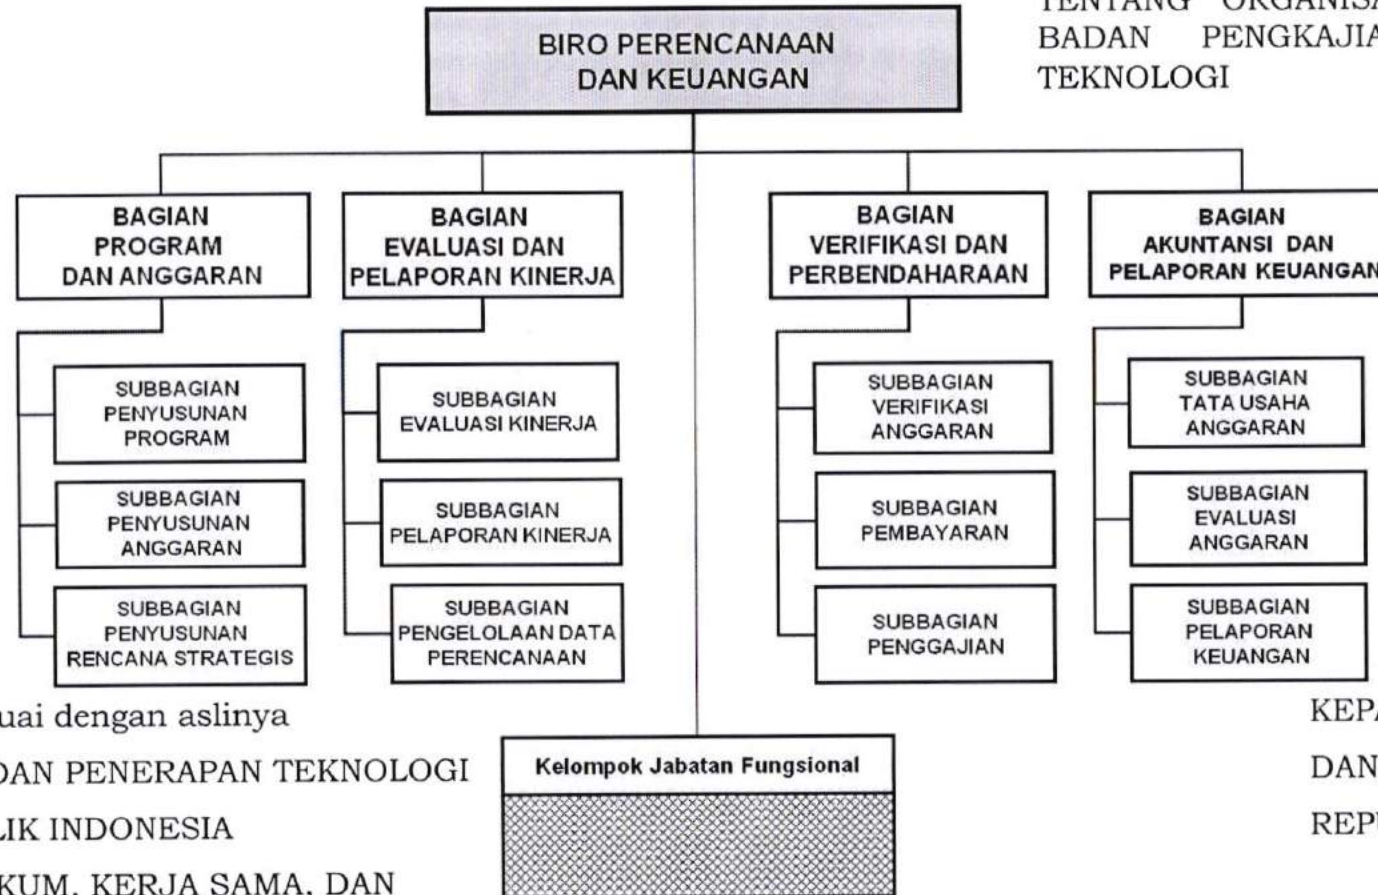 TENTANG ORGANISA
BADAN PENGKAJIA
TEKNOLOGI
BIRO PERENCANAAN
DAN KEUANGAN
BAGIAN
PROGRAM
DAN ANGGARAN
BAGIAN
EVALUASI DAN
PELAPORAN KINERJA
BAGIAN
VERIFIKASI DAN
PERBENDAHARAAN
BAGIAN
AKUNTANSI DAN
PELAPORAN KEUANGAN
SUBBAGIAN
PENYUSUNAN
PROGRAM
SUBBAGIAN
PENYUSUNAN
ANGGARAN
SUBBAGIAN
PENYUSUNAN
RENCANA STRATEGIS
SUBBAGIAN
EVALUASI KINERJA
SUBBAGIAN
PELAPORAN KINERJA
SUBBAGIAN
PENGELOLAAN DATA
PERENCANAAN
SUBBAGIAN
VERIFIKASI
ANGGARAN
SUBBAGIAN
PEMBAYARAN
SUBBAGIAN
PENGGAJIAN
SUBBAGIAN
TATA USAHA
ANGGARAN
SUBBAGIAN
EVALUASI
ANGGARAN
SUBBAGIAN
PELAPORAN
KEUANGAN
Kelompok Jabatan Fungsional
uai dengan aslinya
DAN PENERAPAN TEKNOLOGI
LIK INDONESIA
KUM, KERJA SAMA, DAN
KEPA
DAN
REPU